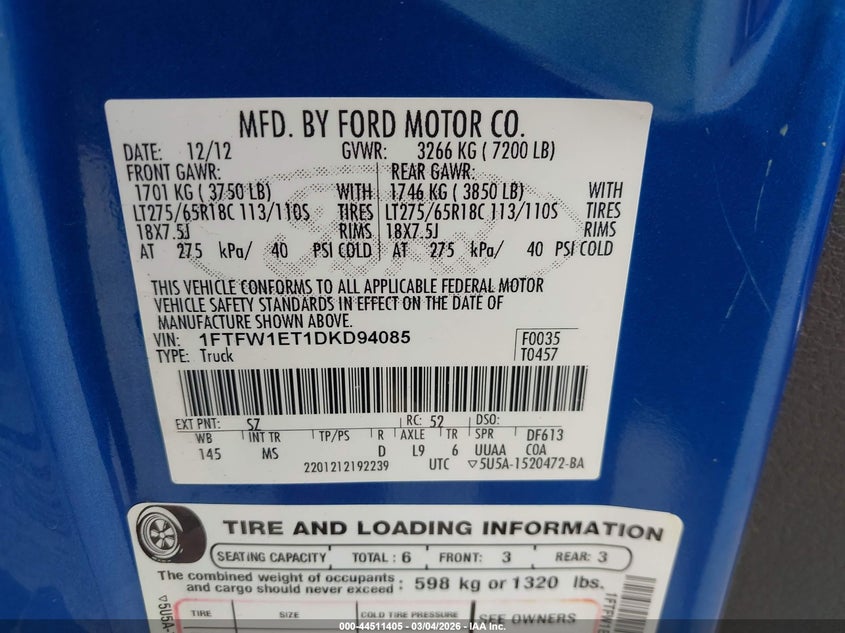 MFD. BY FORD MOTOR CO.
DATE: 12/12 GVWR: 3266 KG ( 7200 LB)
FRONT GAWR: REAR GAWR:
1701 KG ( 3750 LB) WITH 1746 KG ( 3850 LB) WITH
LT275/65R18C 113/110S TIRES LT275/65R18C 113/110S TIRES
18X7.5J RIMS 18X7.5J RIMS
AT 275 kPa/ 40 PSI COLD AT 275 kPa/ 40 PSI COLD
THIS VEHICLE CONFORMS TO ALL APPLICABLE FEDERAL MOTOR
VEHICLE SAFETY STANDARDS IN EFFECT ON THE DATE OF
MANUFACTURE SHOWN ABOVE.
VIN: 1FTFW1ET1DKD94085 F0035
TYPE: Truck T0457
EXT PNT: SZ RC: 52 DSO:
WB INT TR TP/PS R AXLE TR SPR DF613
145 MS D L9 6 UUAA COA
2201212192239 UTC ▽5U5A-1520472-BA
TIRE AND LOADING INFORMATION
SEATING CAPACITY TOTAL : 6 FRONT: 3 REAR: 3
The combined weight of occupants
and cargo should never exceed : 598 kg or 1320 lbs.
TIRE SIZE COLD TIRE PRESSURE SEE OWNERS
▽5U5A-
1FTFW1E
000-44511405 - 03/04/2026 - IAA Inc.